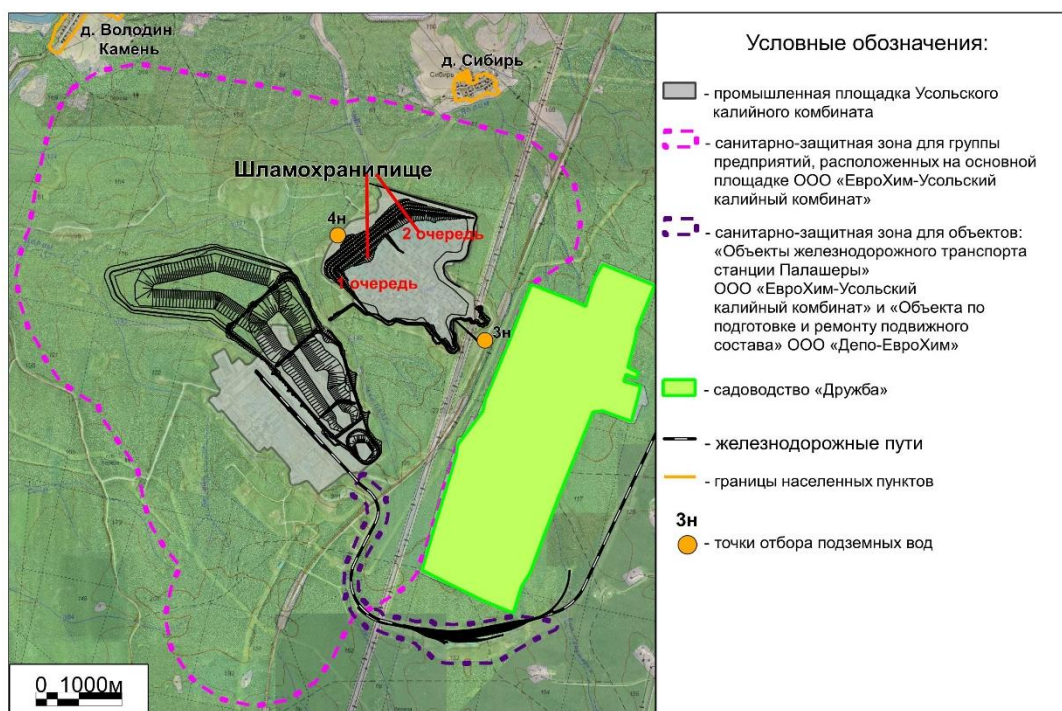 д. Володин
Камень
д. Сибирь
Сибирь
Шламохранилище
4н
2 очередь
1 очередь
3н
0 1000м
Условные обозначения:
- промышленная площадка Усольского
калийного комбината
- санитарно-защитная зона для группы
предприятий, расположенных на основной
площадке ООО «ЕвроХим-Усольский
калийный комбинат»
- санитарно-защитная зона для объектов:
«Объекты железнодорожного транспорта
станции Палашеры»
ООО «ЕвроХим-Усольский
калийный комбинат» и «Объекта по
подготовке и ремонту подвижного
состава» ООО «Депо-ЕвроХим»
- садоводство «Дружба»
- железнодорожные пути
- границы населенных пунктов
3н
- точки отбора подземных вод